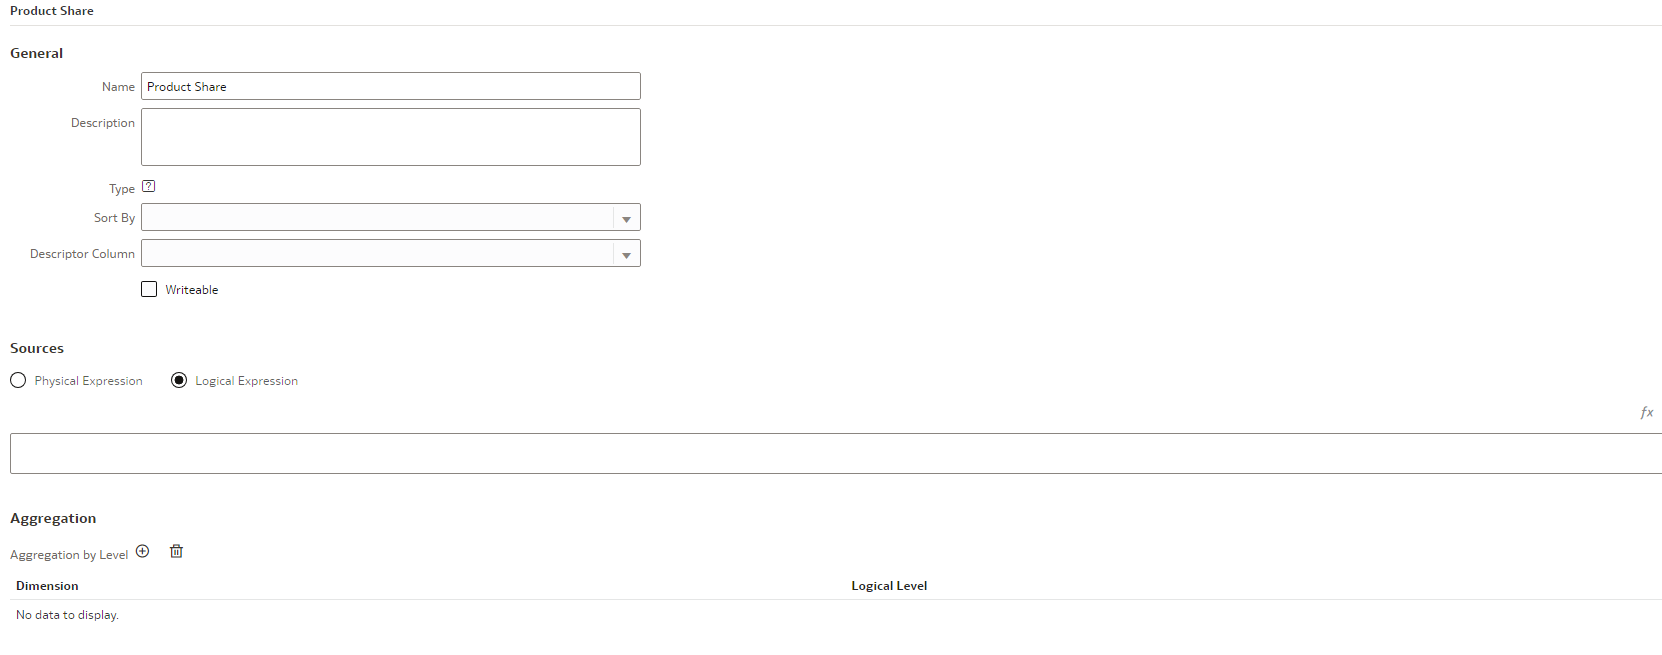 Product Share
General
Name Product Share
Description
Type ?
Sort By
Descriptor Column
Writeable
Sources
Physical Expression Logical Expression
fx
Aggregation
Aggregation by Level
Dimension Logical Level
No data to display.